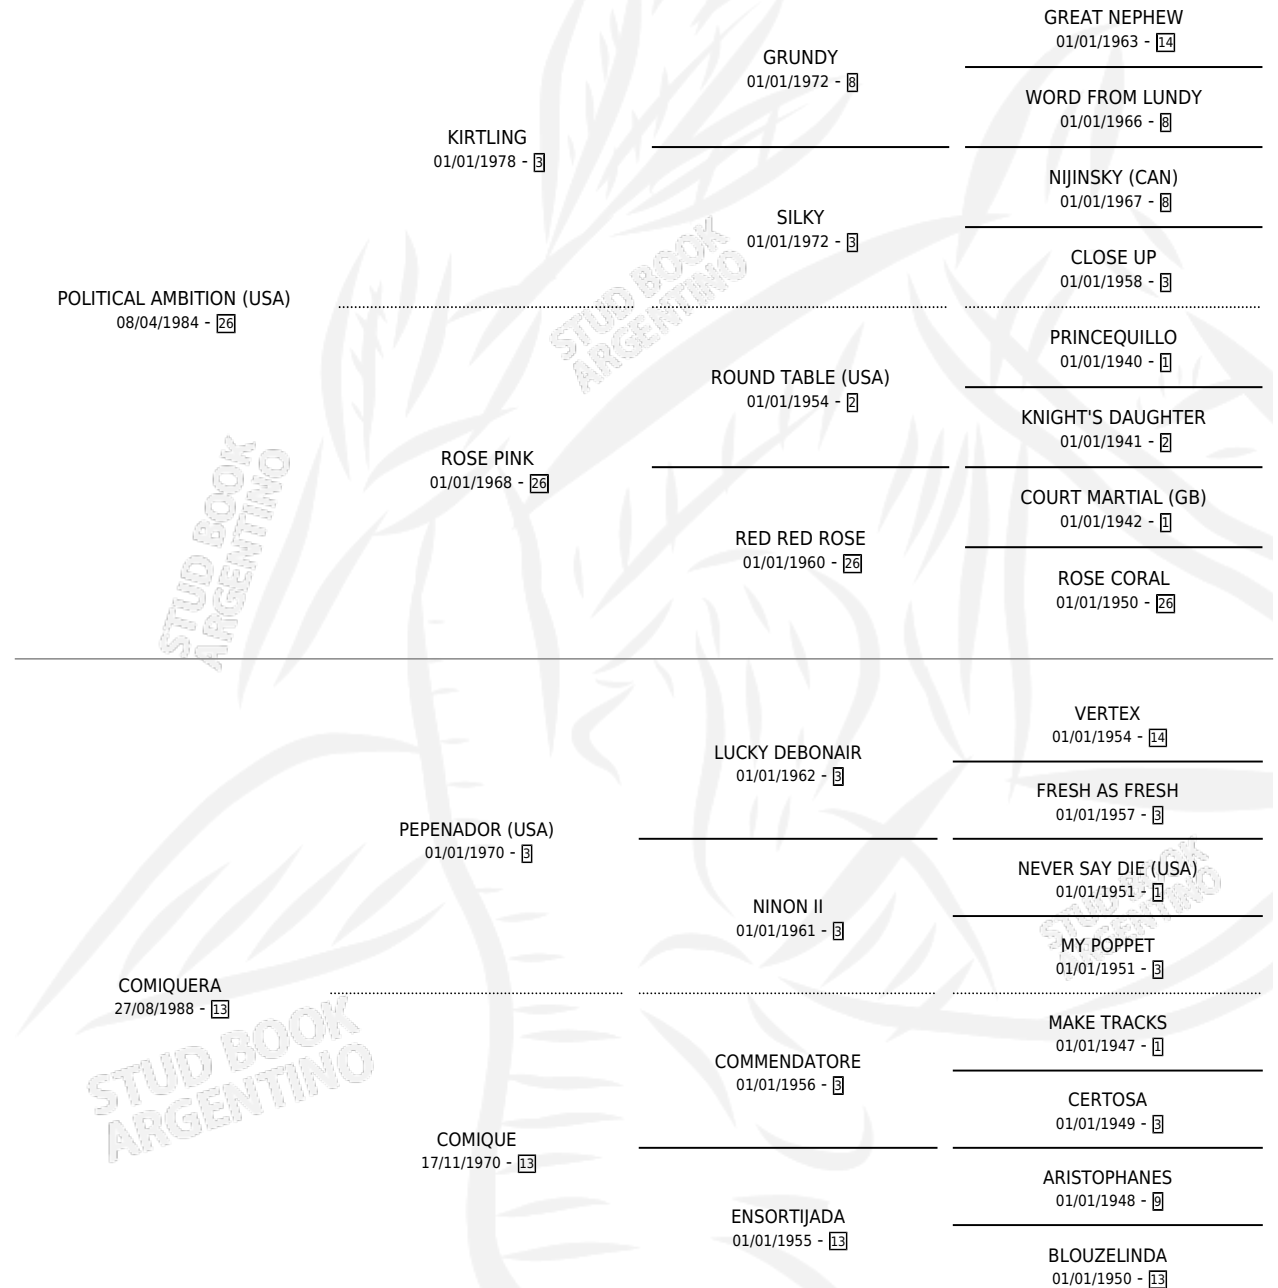 GREAT NEPHEW
01/01/1963 - 14
GRUNDY
01/01/1972 - 8
WORD FROM LUNDY
01/01/1966 - 8
KIRTLING
01/01/1978 - 3
NIJINSKY (CAN)
01/01/1967 - 8
SILKY
01/01/1972 - 3
CLOSE UP
01/01/1958 - 3
POLITICAL AMBITION (USA)
08/04/1984 - 26
PRINCEQUILLO
01/01/1940 - 1
ROUND TABLE (USA)
01/01/1954 - 2
KNIGHT'S DAUGHTER
01/01/1941 - 2
ROSE PINK
01/01/1968 - 26
COURT MARTIAL (GB)
01/01/1942 - 1
RED RED ROSE
01/01/1960 - 26
ROSE CORAL
01/01/1950 - 26
VERTEX
01/01/1954 - 14
LUCKY DEBONAIR
01/01/1962 - 3
FRESH AS FRESH
01/01/1957 - 3
PEPENADOR (USA)
01/01/1970 - 3
NEVER SAY DIE (USA)
01/01/1951 - 1
NINON II
01/01/1961 - 3
MY POPPET
01/01/1951 - 3
COMIQUERA
27/08/1988 - 13
MAKE TRACKS
01/01/1947 - 1
COMMENDATORE
01/01/1956 - 3
CERTOSA
01/01/1949 - 3
COMIQUE
17/11/1970 - 13
ARISTOPHANES
01/01/1948 - 9
ENSORTIJADA
01/01/1955 - 13
BLOUZELINDA
01/01/1950 - 13
STUD BOOK
ARGENTINO
STUD BOOK
ARGENTINO
STUD BOOK
ARGENTINO
STUD BOOK
ARGENTINO